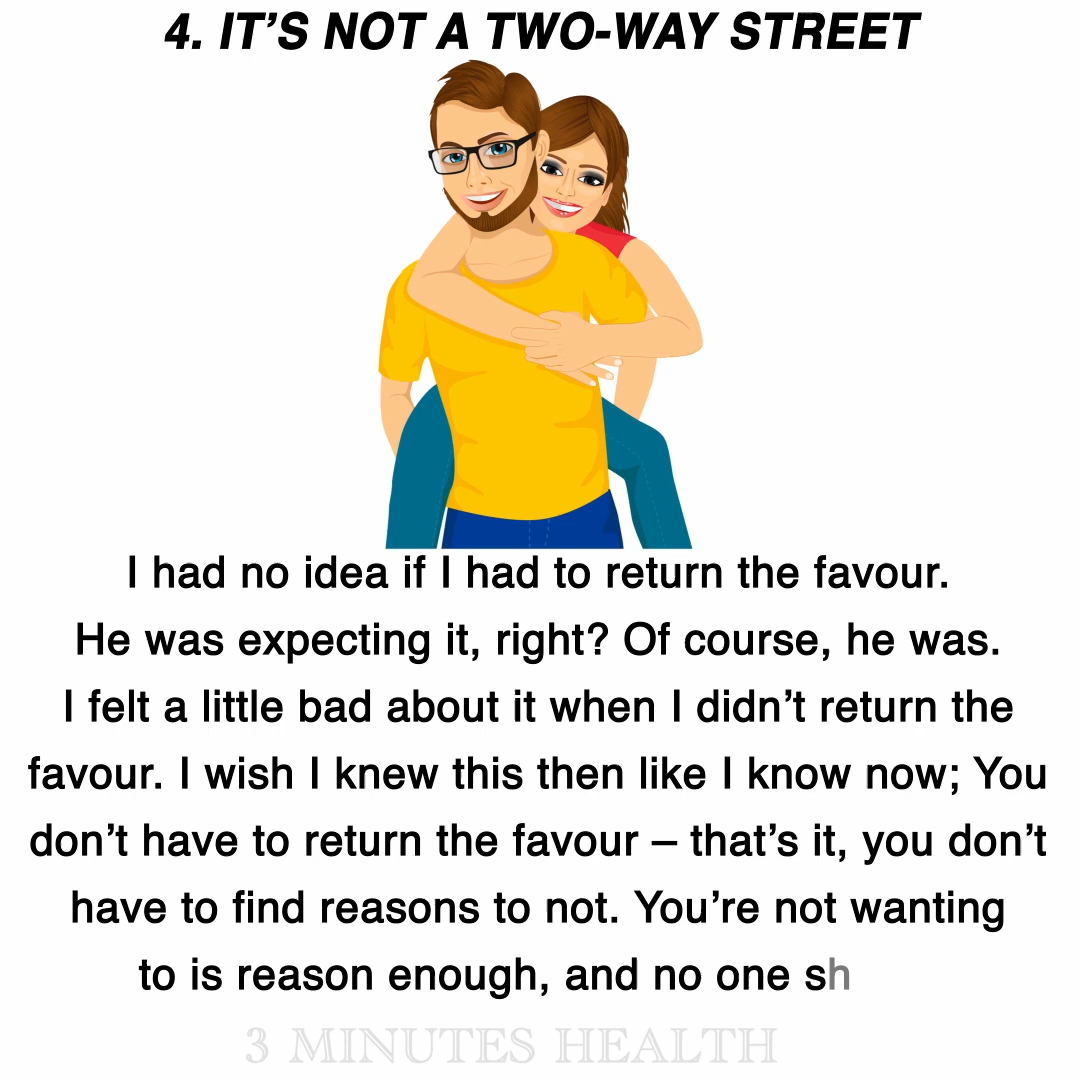 4. IT'S NOT A TWO-WAY STREET
I had no idea if I had to return the favour.
He was expecting it, right? Of course, he was.
I felt a little bad about it when I didn't return the
favour. I wish I knew this then like I know now; You
don't have to return the favour – that's it, you don't
have to find reasons to not. You're not wanting
to is reason enough, and no one sh
3 MINUTES HEALTH